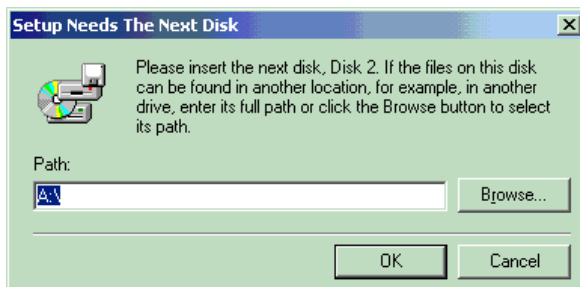 Setup Needs The Next Disk
Please insert the next disk, Disk 2. If the files on this disk
can be found in another location, for example, in another
drive, enter its full path or click the Browse button to select
its path.
Path:
A:\
Browse...
OK
Cancel